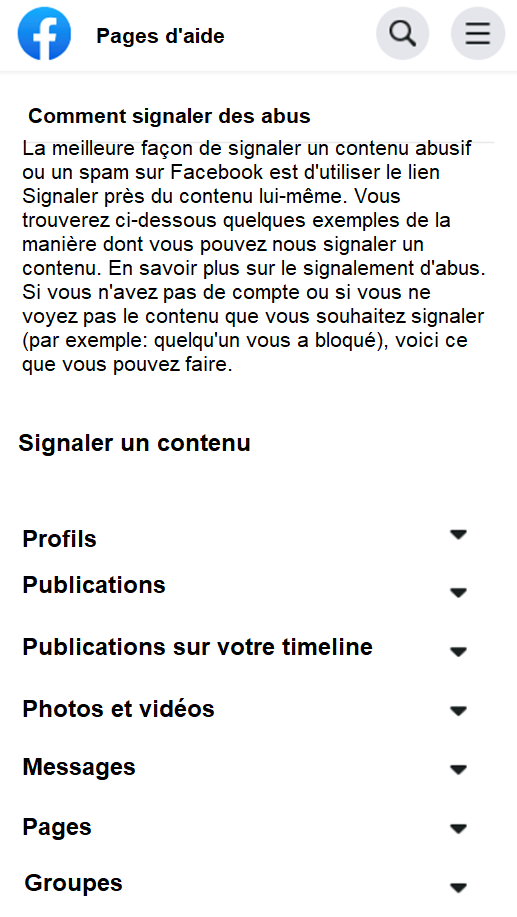 Pages d'aide
Comment signaler des abus
La meilleure façon de signaler un contenu abusif
ou un spam sur Facebook est d'utiliser le lien
Signaler près du contenu lui-même. Vous
trouverez ci-dessous quelques exemples de la
manière dont vous pouvez nous signaler un
contenu. En savoir plus sur le signalement d'abus.
Si vous n'avez pas de compte ou si vous ne
voyez pas le contenu que vous souhaitez signaler
(par exemple: quelqu'un vous a bloqué), voici ce
que vous pouvez faire.
Signaler un contenu
Profils
Publications
Publications sur votre timeline
Photos et vidéos
Messages
Pages
Groupes